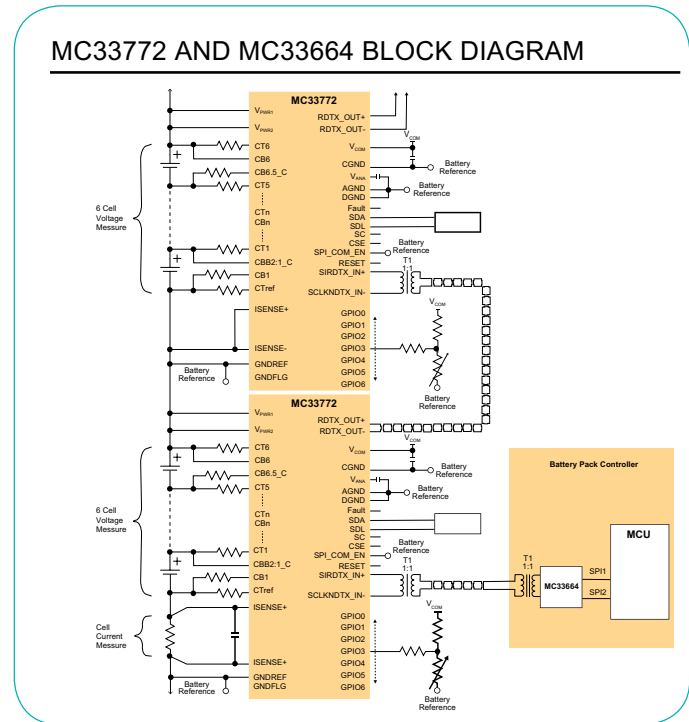 MC33772 AND MC33664 BLOCK DIAGRAM
MC33772
VPWR1
VPWR2
CT6
CB6
CB6.5_C
CT5
CTn
CBn
CT1
CBB2:1_C
CB1
CTref
ISENSE+
ISENSE-
GNDREF
GNDFLG
RDTX_OUT+
RDTX_OUT-
VCOM
CGND
VANA
AGND
DGND
Fault
SDA
SDL
SC
CSE
SPI_COM_EN
RESET
SIRDTX_IN+
SCLKNDTX_IN-
GPIO0
GPIO1
GPIO2
GPIO3
GPIO4
GPIO5
GPIO6
6 Cell
Voltage
Messure
Battery
Reference
VCOM
Battery
Reference
Battery
Reference
Battery
Reference
T1
1:1
VCOM
Battery
Reference
MC33772
VPWR1
VPWR2
CT6
CB6
CB6.5_C
CT5
CTn
CBn
CT1
CBB2:1_C
CB1
CTref
ISENSE+
ISENSE+
GNDREF
GNDFLG
RDTX_OUT+
RDTX_OUT-
VCOM
CGND
VANA
AGND
DGND
Fault
SDA
SDL
SC
CSE
SPI_COM_EN
RESET
SIRDTX_IN+
SCLKNDTX_IN-
GPIO0
GPIO1
GPIO2
GPIO3
GPIO4
GPIO5
GPIO6
6 Cell
Voltage
Messure
Cell
Current
Messure
Battery
Reference
VCOM
Battery
Reference
Battery
Reference
Battery
Reference
T1
1:1
VCOM
Battery
Reference
Battery Pack Controller
T1
1:1
MC33664
SPI1
SPI2
MCU